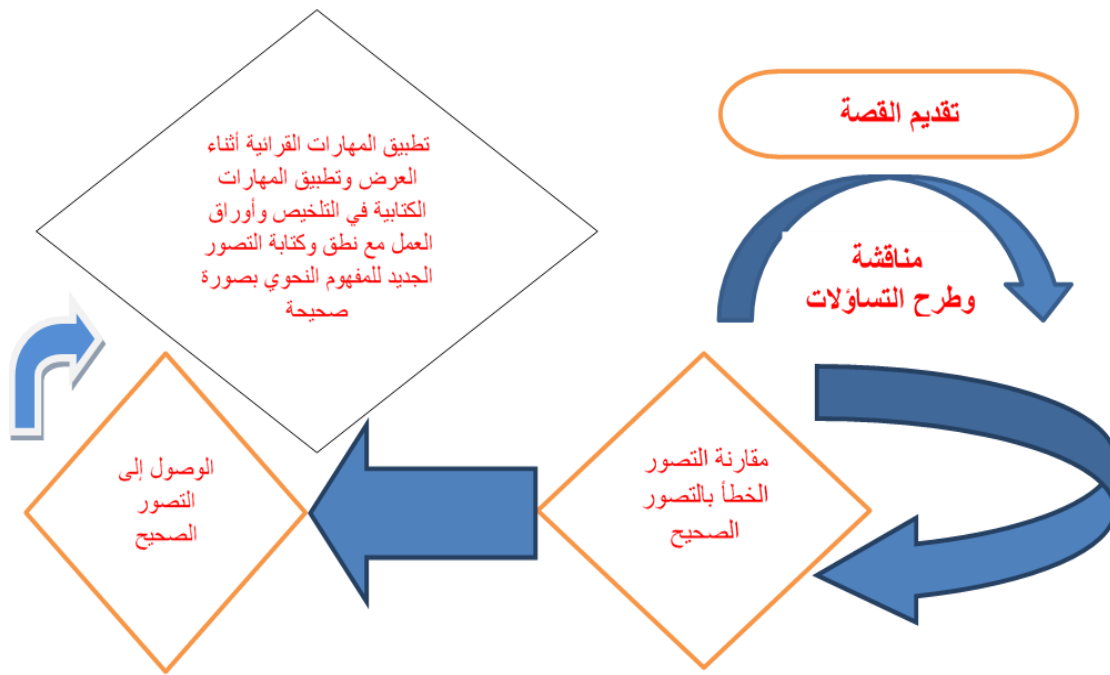 تقديم القصة
مناقشة
وطرح التساؤلات
مقارنة التصور
الخطأ بالتصور
الصحيح
الوصول إلى
التصور
الصحيح
تطبيق المهارات القرائية أثناء
العرض وتطبيق المهارات
الكتابية في التلخيص وأوراق
العمل مع نطق وكتابة التصور
الجديد للمفهوم النحوي بصورة
صحيحة